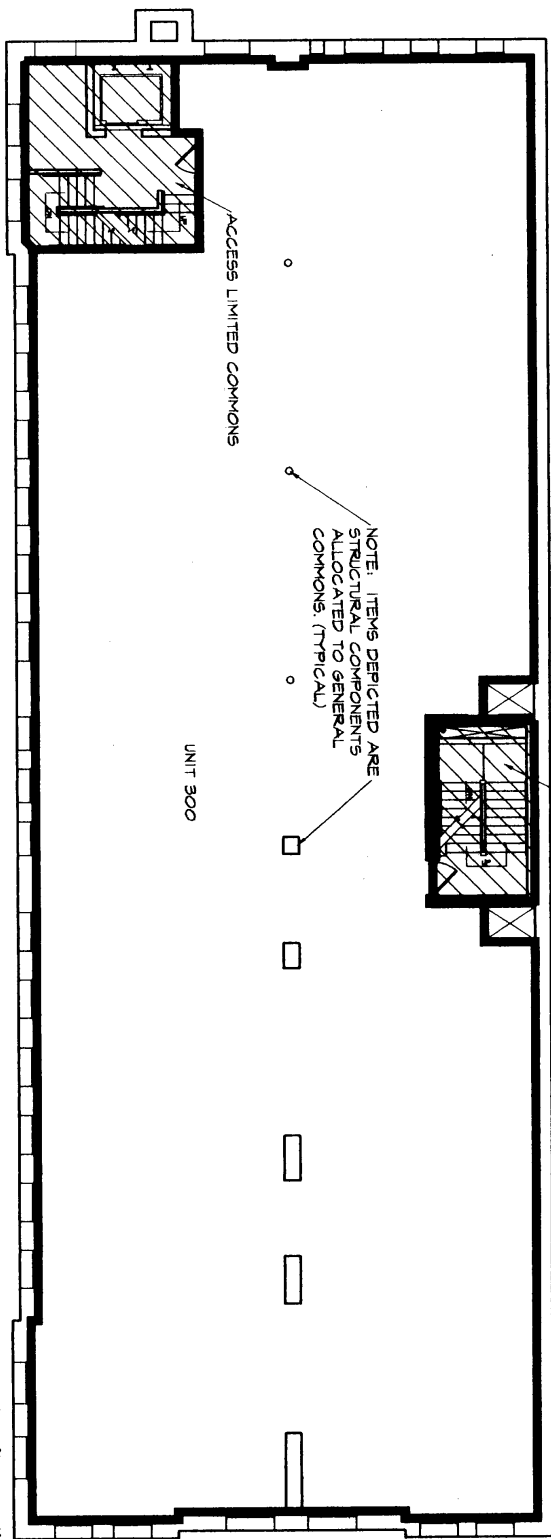 ACCESS LIMITED COMMONS
NOTE: ITEMS DEPICTED ARE
STRUCTURAL COMPONENTS
ALLOCATED TO GENERAL
COMMONS. (TYPICAL)
UNIT 300